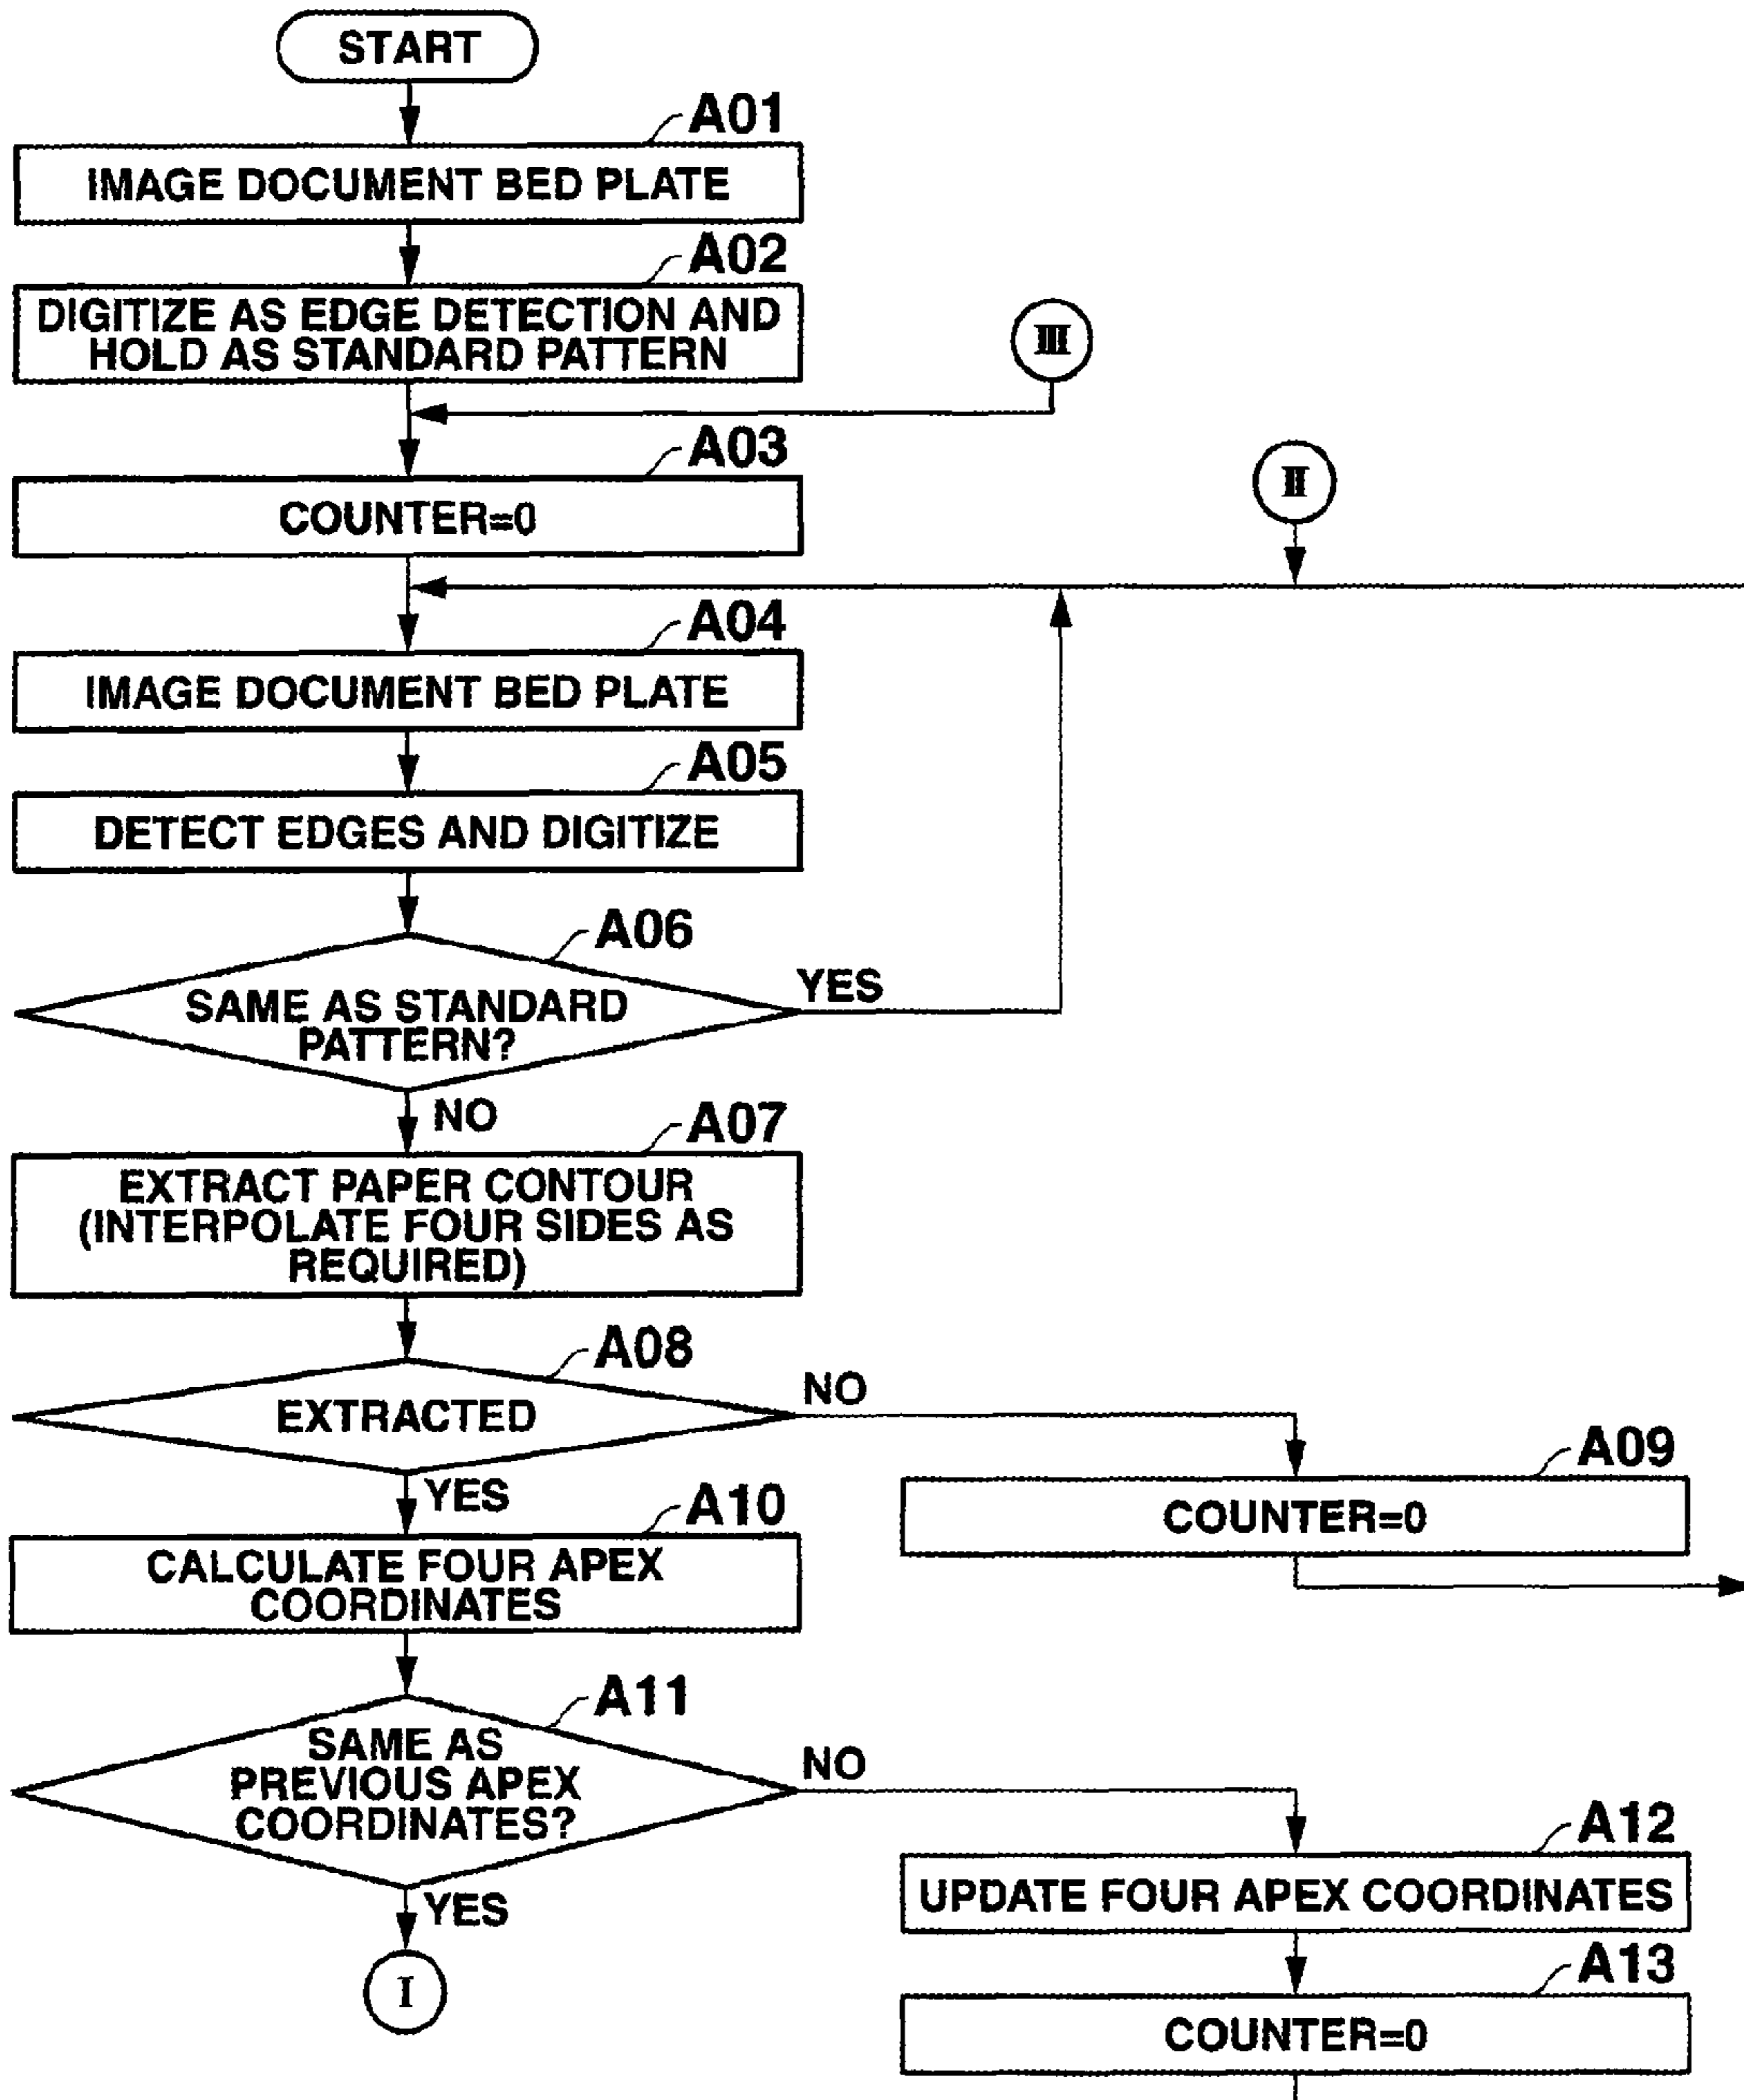 START
A01
IMAGE DOCUMENT BED PLATE
A02
DIGITIZE AS EDGE DETECTION AND
HOLD AS STANDARD PATTERN
III
A03
COUNTER=0
II
A04
IMAGE DOCUMENT BED PLATE
A05
DETECT EDGES AND DIGITIZE
A06
SAME AS STANDARD
PATTERN?
YES
NO
A07
EXTRACT PAPER CONTOUR
(INTERPOLATE FOUR SIDES AS
REQUIRED)
A08
EXTRACTED
NO
A09
COUNTER=0
YES
A10
CALCULATE FOUR APEX
COORDINATES
A11
SAME AS
PREVIOUS APEX
COORDINATES?
NO
A12
UPDATE FOUR APEX COORDINATES
YES
I
A13
COUNTER=0